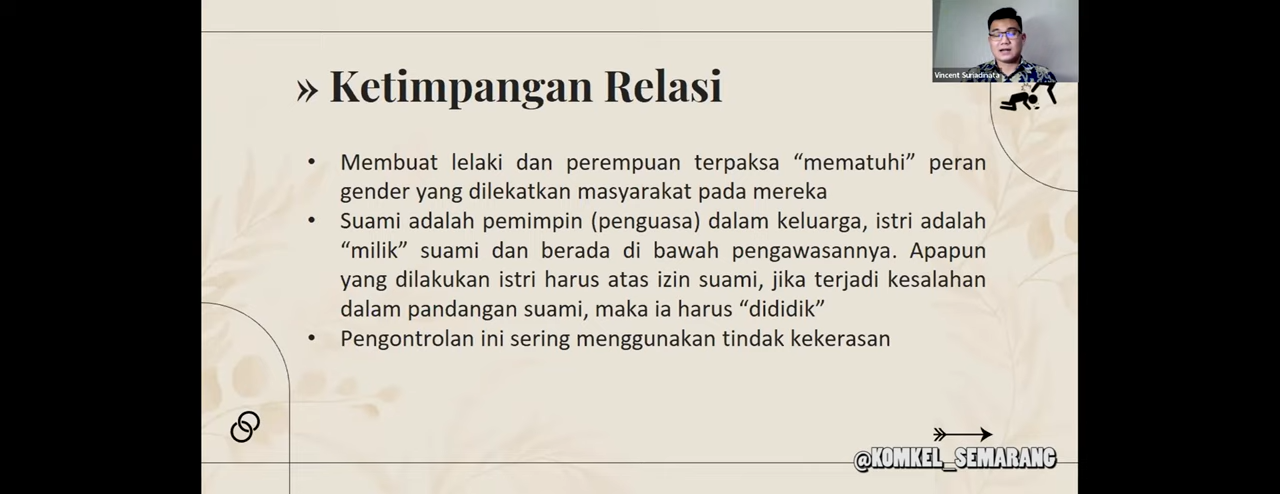 Vincent Suriadinata
» Ketimpangan Relasi
• Membuat lelaki dan perempuan terpaksa “mematuhi” peran
gender yang dilekatkan masyarakat pada mereka
• Suami adalah pemimpin (penguasa) dalam keluarga, istri adalah
“milik” suami dan berada di bawah pengawasannya. Apapun
yang dilakukan istri harus atas izin suami, jika terjadi kesalahan
dalam pandangan suami, maka ia harus “dididik”
• Pengontrolan ini sering menggunakan tindak kekerasan
@KOMKEL_SEMARANG